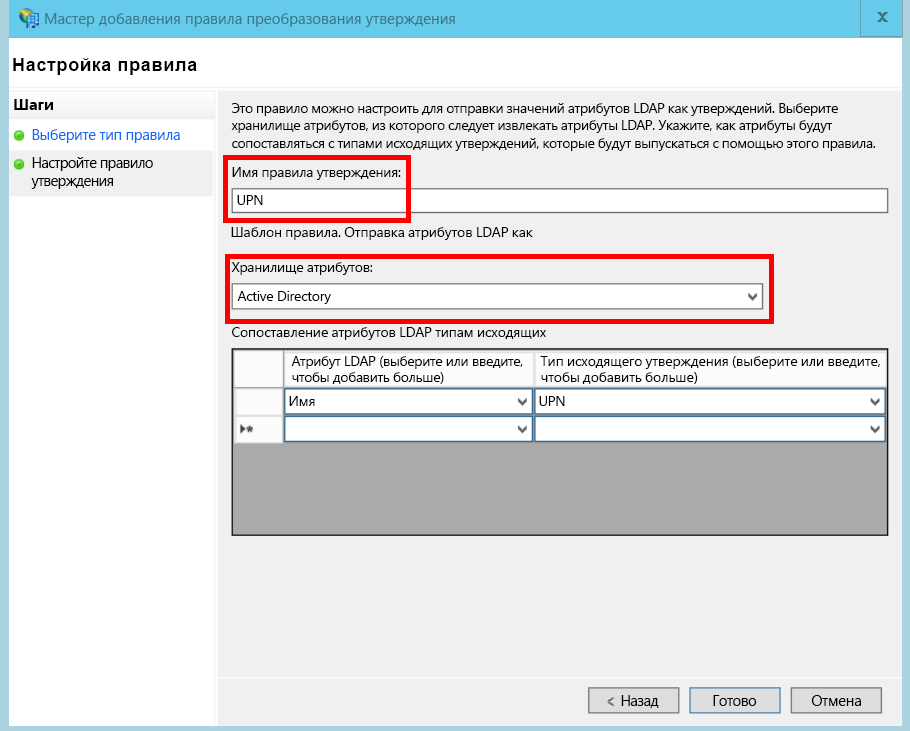 Мастер добавления правила преобразования утверждения
x
Настройка правила
Шаги
Выберите тип правила
Настройте правило
утверждения
Это правило можно настроить для отправки значений атрибутов LDAP как утверждений. Выберите
хранилище атрибутов, из которого следует извлекать атрибуты LDAP. Укажите, как атрибуты будут
сопоставляться с типами исходящих утверждений, которые будут выпускаться с помощью этого правила.
Имя правила утверждения:
UPN
Шаблон правила. Отправка атрибутов LDAP как
Хранилище атрибутов:
Active Directory
Сопоставление атрибутов LDAP типам исходящих
Атрибут LDAP (выберите или введите,
чтобы добавить больше)
Тип исходящего утверждения (выберите или введите,
чтобы добавить больше)
Имя
UPN
< Назад
Готово
Отмена